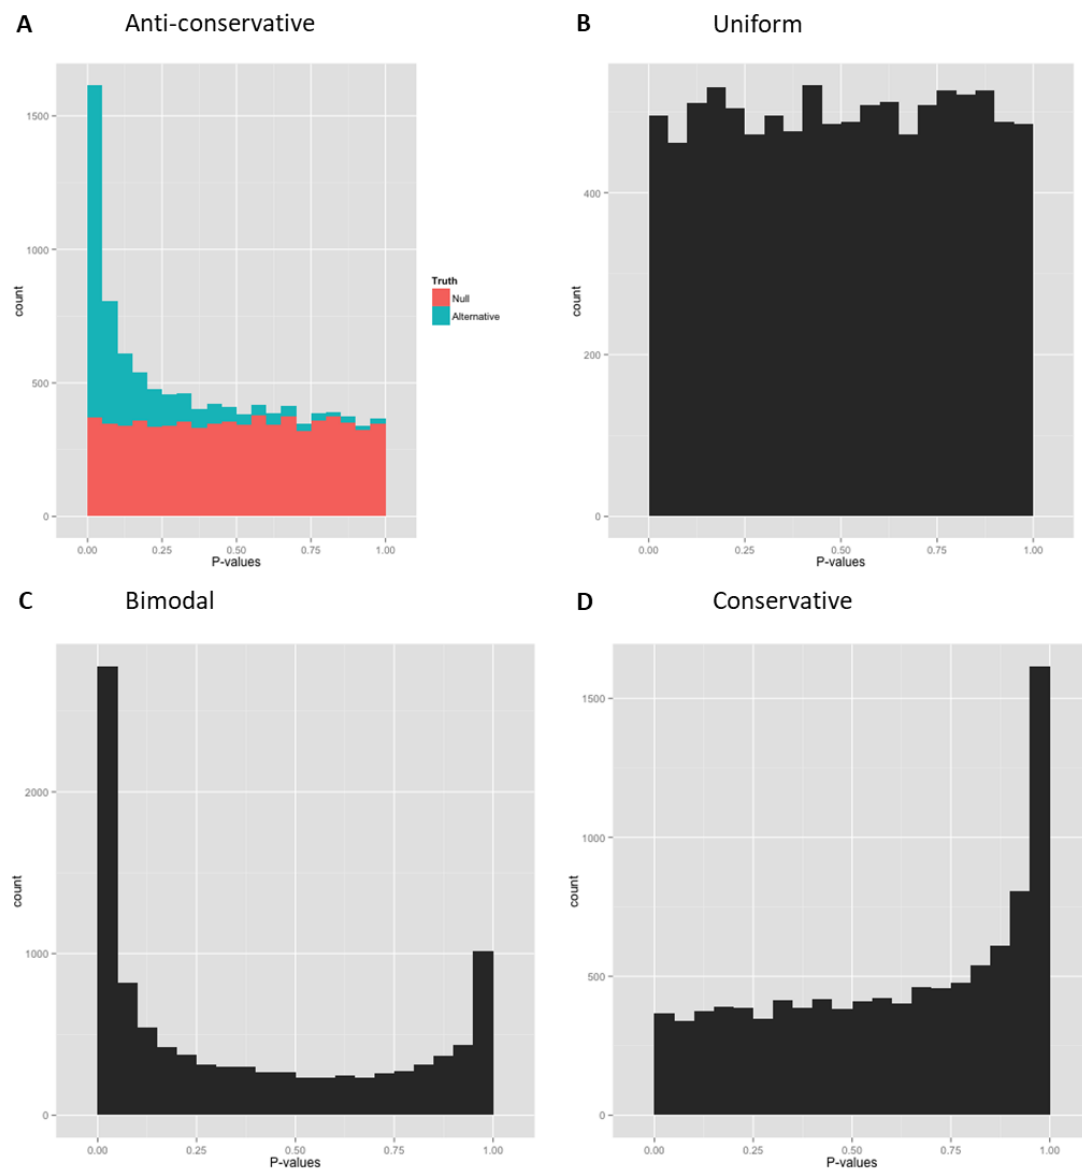 A Anti-conservative
1500
1000
500
0
count
0.00 0.25 0.50 0.75 1.00
P-values
Truth
Null
Alternative
B Uniform
400
200
0
count
0.00 0.25 0.50 0.75 1.00
P-values
C Bimodal
2000
1000
0
count
0.00 0.25 0.50 0.75 1.00
P-values
D Conservative
1500
1000
500
0
count
0.00 0.25 0.50 0.75 1.00
P-values